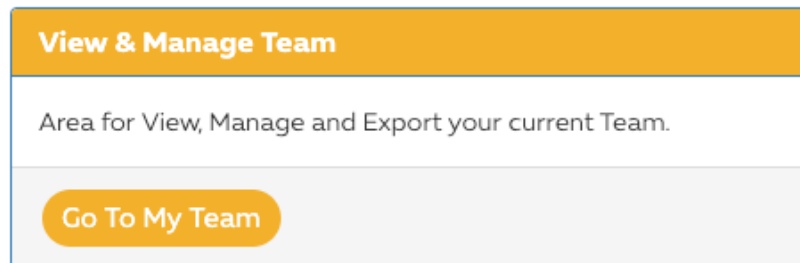 View & Manage Team
Area for View, Manage and Export your current Team.
Go To My Team